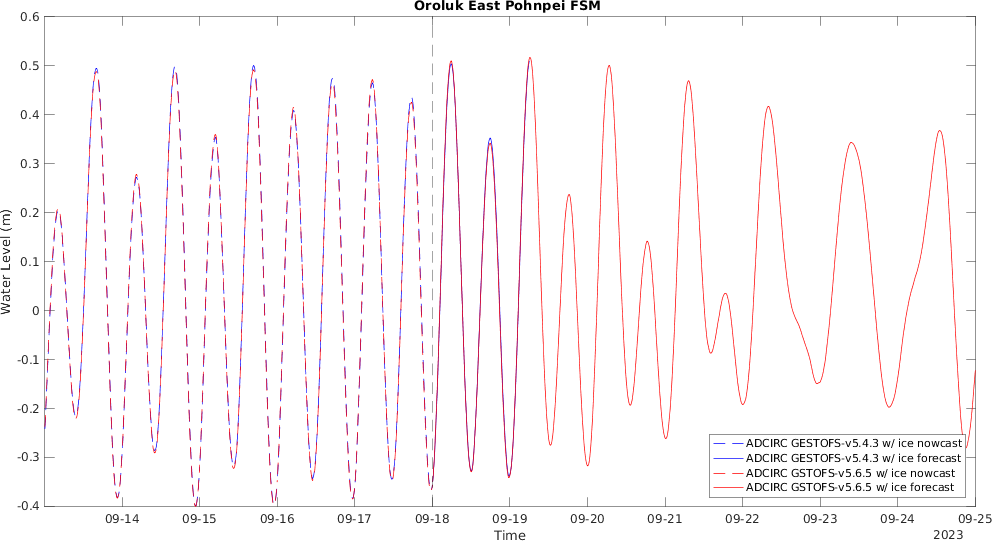 Oroluk East Pohnpei FSM
0.6
0.5
0.4
0.3
0.2
0.1
0
-0.1
-0.2
-0.3
-0.4
Water Level (m)
ADCIRC GESTOFS-v5.4.3 w/ ice nowcast
ADCIRC GESTOFS-v5.4.3 w/ ice forecast
ADCIRC GSTOFS-v5.6.5 w/ ice nowcast
ADCIRC GSTOFS-v5.6.5 w/ ice forecast
09-14 09-15 09-16 09-17 09-18 09-19 09-20 09-21 09-22 09-23 09-24 09-25
Time
2023